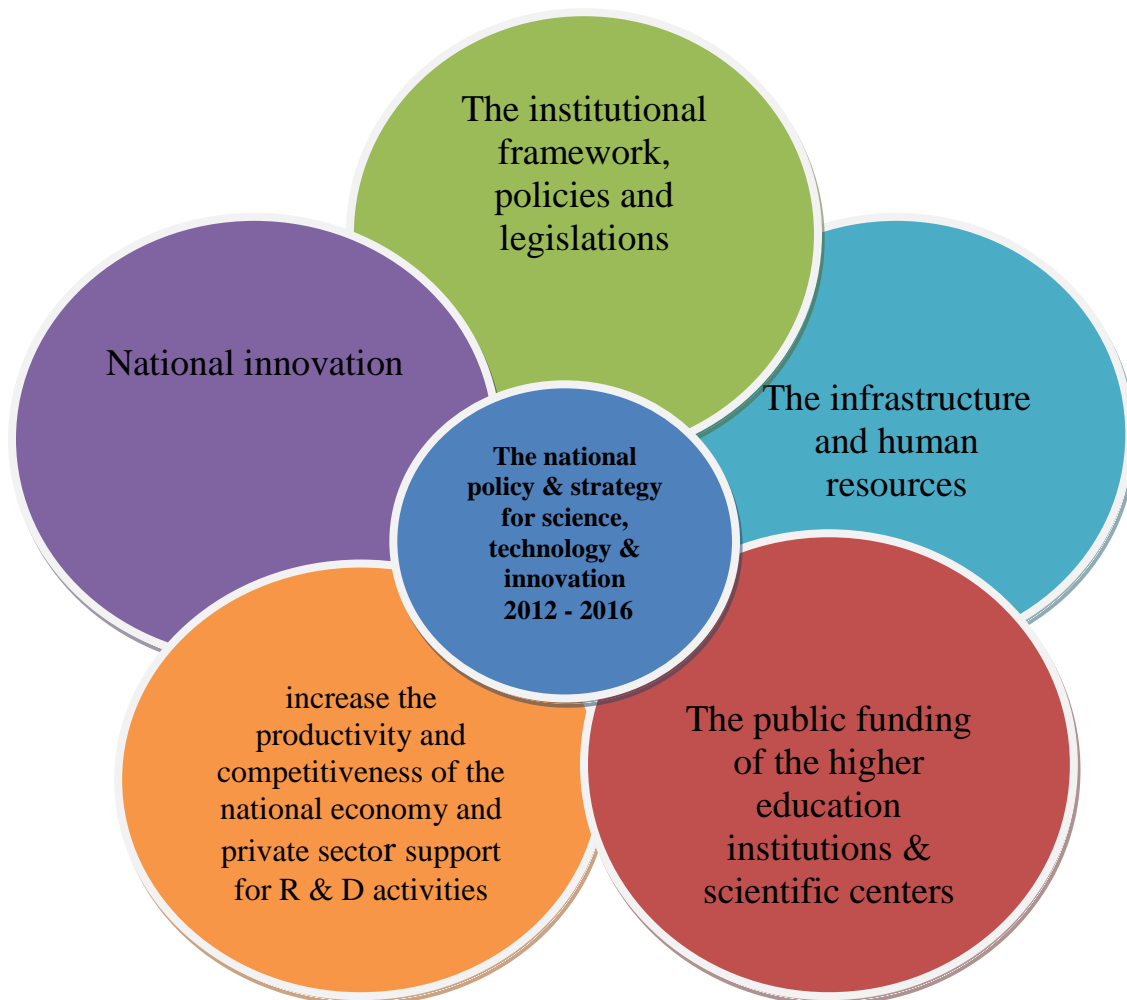 The institutional
framework,
policies and
legislations
National innovation
The infrastructure
and human
resources
The national
policy & strategy
for science,
technology &
innovation
2012 - 2016
increase the
productivity and
competitiveness of the
national economy and
private sector support
for R & D activities
The public funding
of the higher
education
institutions &
scientific centers